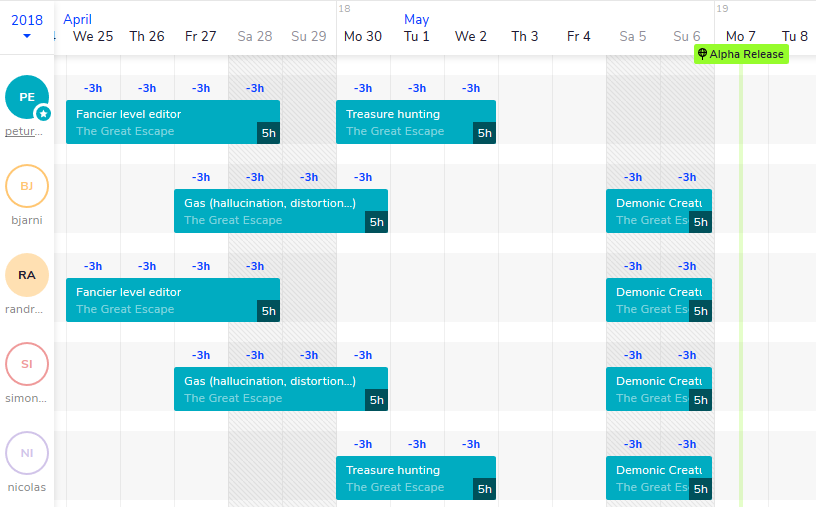 18
19
2018
April
May
We 25 Th 26 Fr 27 Sa 28 Su 29 Mo 30 Tu 1 We 2 Th 3 Fr 4 Sa 5 Su 6 Mo 7 Tu 8
Alpha Release
PE
petur...
-3h -3h -3h -3h -3h -3h -3h
Fancier level editor
The Great Escape
5h
Treasure hunting
The Great Escape
5h
BJ
bjarni
-3h -3h -3h -3h -3h -3h
Gas (hallucination, distortion...)
The Great Escape
5h
Demonic Creatu
The Great Es
5h
RA
randr...
-3h -3h -3h -3h -3h -3h
Fancier level editor
The Great Escape
5h
Demonic Creatu
The Great Es
5h
SI
simon...
-3h -3h -3h -3h -3h -3h
Gas (hallucination, distortion...)
The Great Escape
5h
Demonic Creatu
The Great Es
5h
NI
nicolas
-3h -3h -3h -3h -3h
Treasure hunting
The Great Escape
5h
Demonic Creatu
The Great Es
5h